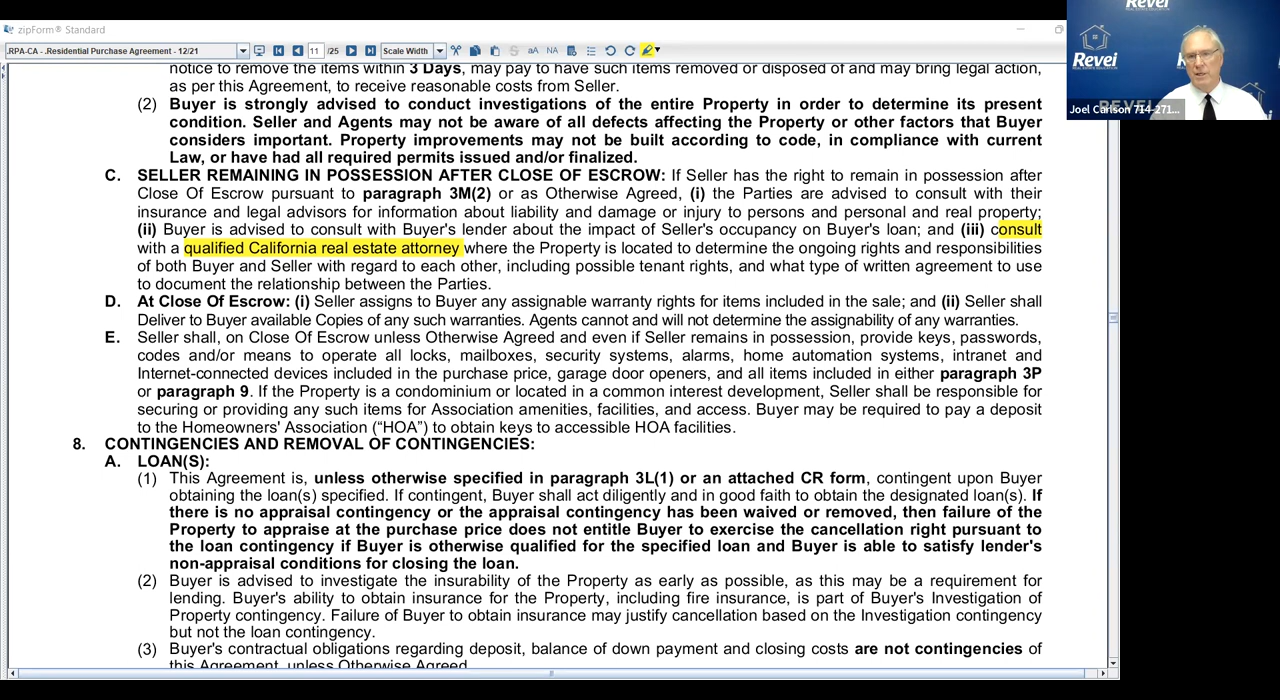 zipForm® Standard
RPA-CA - .Residential Purchase Agreement - 12/21
11 /25 Scale Width aA NA
notice to remove the items within 3 Days, may pay to have such items removed or disposed of and may bring legal action,
as per this Agreement, to receive reasonable costs from Seller.
(2) Buyer is strongly advised to conduct investigations of the entire Property in order to determine its present
condition. Seller and Agents may not be aware of all defects affecting the Property or other factors that Buyer
considers important. Property improvements may not be built according to code, in compliance with current
Law, or have had all required permits issued and/or finalized.
C. SELLER REMAINING IN POSSESSION AFTER CLOSE OF ESCROW: If Seller has the right to remain in possession after
Close Of Escrow pursuant to paragraph 3M(2) or as Otherwise Agreed, (i) the Parties are advised to consult with their
insurance and legal advisors for information about liability and damage or injury to persons and personal and real property;
(ii) Buyer is advised to consult with Buyer's lender about the impact of Seller's occupancy on Buyer's loan; and (iii) consult
with a qualified California real estate attorney where the Property is located to determine the ongoing rights and responsibilities
of both Buyer and Seller with regard to each other, including possible tenant rights, and what type of written agreement to use
to document the relationship between the Parties.
D. At Close Of Escrow: (i) Seller assigns to Buyer any assignable warranty rights for items included in the sale; and (ii) Seller shall
Deliver to Buyer available Copies of any such warranties. Agents cannot and will not determine the assignability of any warranties.
E. Seller shall, on Close Of Escrow unless Otherwise Agreed and even if Seller remains in possession, provide keys, passwords,
codes and/or means to operate all locks, mailboxes, security systems, alarms, home automation systems, intranet and
Internet-connected devices included in the purchase price, garage door openers, and all items included in either paragraph 3P
or paragraph 9. If the Property is a condominium or located in a common interest development, Seller shall be responsible for
securing or providing any such items for Association amenities, facilities, and access. Buyer may be required to pay a deposit
to the Homeowners' Association (“HOA”) to obtain keys to accessible HOA facilities.
8. CONTINGENCIES AND REMOVAL OF CONTINGENCIES:
A. LOAN(S):
(1) This Agreement is, unless otherwise specified in paragraph 3L(1) or an attached CR form, contingent upon Buyer
obtaining the loan(s) specified. If contingent, Buyer shall act diligently and in good faith to obtain the designated loan(s). If
there is no appraisal contingency or the appraisal contingency has been waived or removed, then failure of the
Property to appraise at the purchase price does not entitle Buyer to exercise the cancellation right pursuant to
the loan contingency if Buyer is otherwise qualified for the specified loan and Buyer is able to satisfy lender's
non-appraisal conditions for closing the loan.
(2) Buyer is advised to investigate the insurability of the Property as early as possible, as this may be a requirement for
lending. Buyer's ability to obtain insurance for the Property, including fire insurance, is part of Buyer's Investigation of
Property contingency. Failure of Buyer to obtain insurance may justify cancellation based on the Investigation contingency
but not the loan contingency.
(3) Buyer's contractual obligations regarding deposit, balance of down payment and closing costs are not contingencies of
this Agreement, unless Otherwise Agreed.
Revei
Revei
Joel Carlson 714-271...